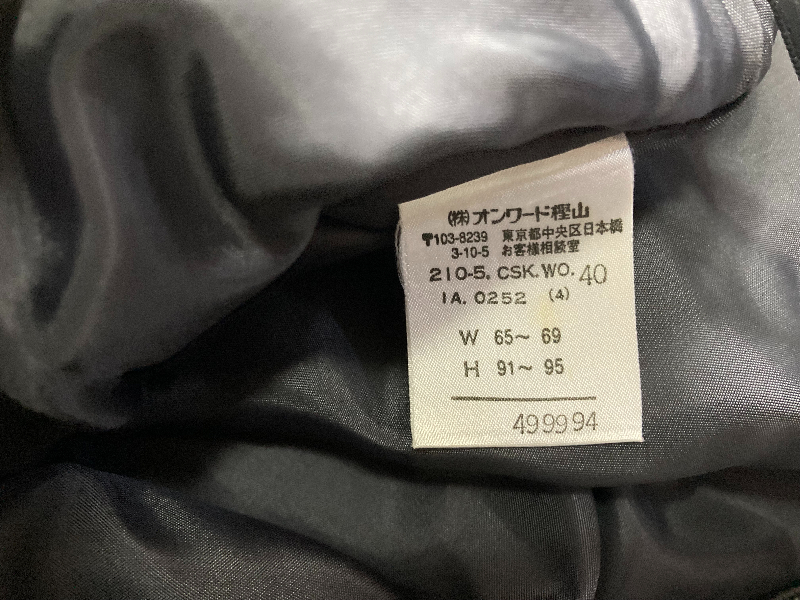 (株)オンワード樫山
〒103-8239 東京都中央区日本橋
3-10-5 お客様相談室
210-5. CSK. WO. 40
IA. 0252 (4)
W 65〜 69
H 91〜 95
499994